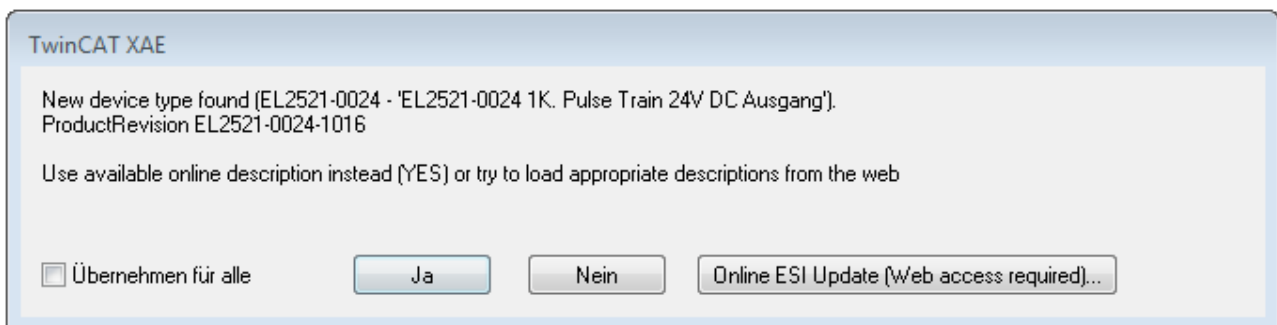 TwinCAT XAE
New device type found (EL2521-0024 - 'EL2521-0024 1K. Pulse Train 24V DC Ausgang').
ProductRevision EL2521-0024-1016
Use available online description instead (YES) or try to load appropriate descriptions from the web
Übernehmen für alle Ja Nein Online ESI Update (Web access required)...